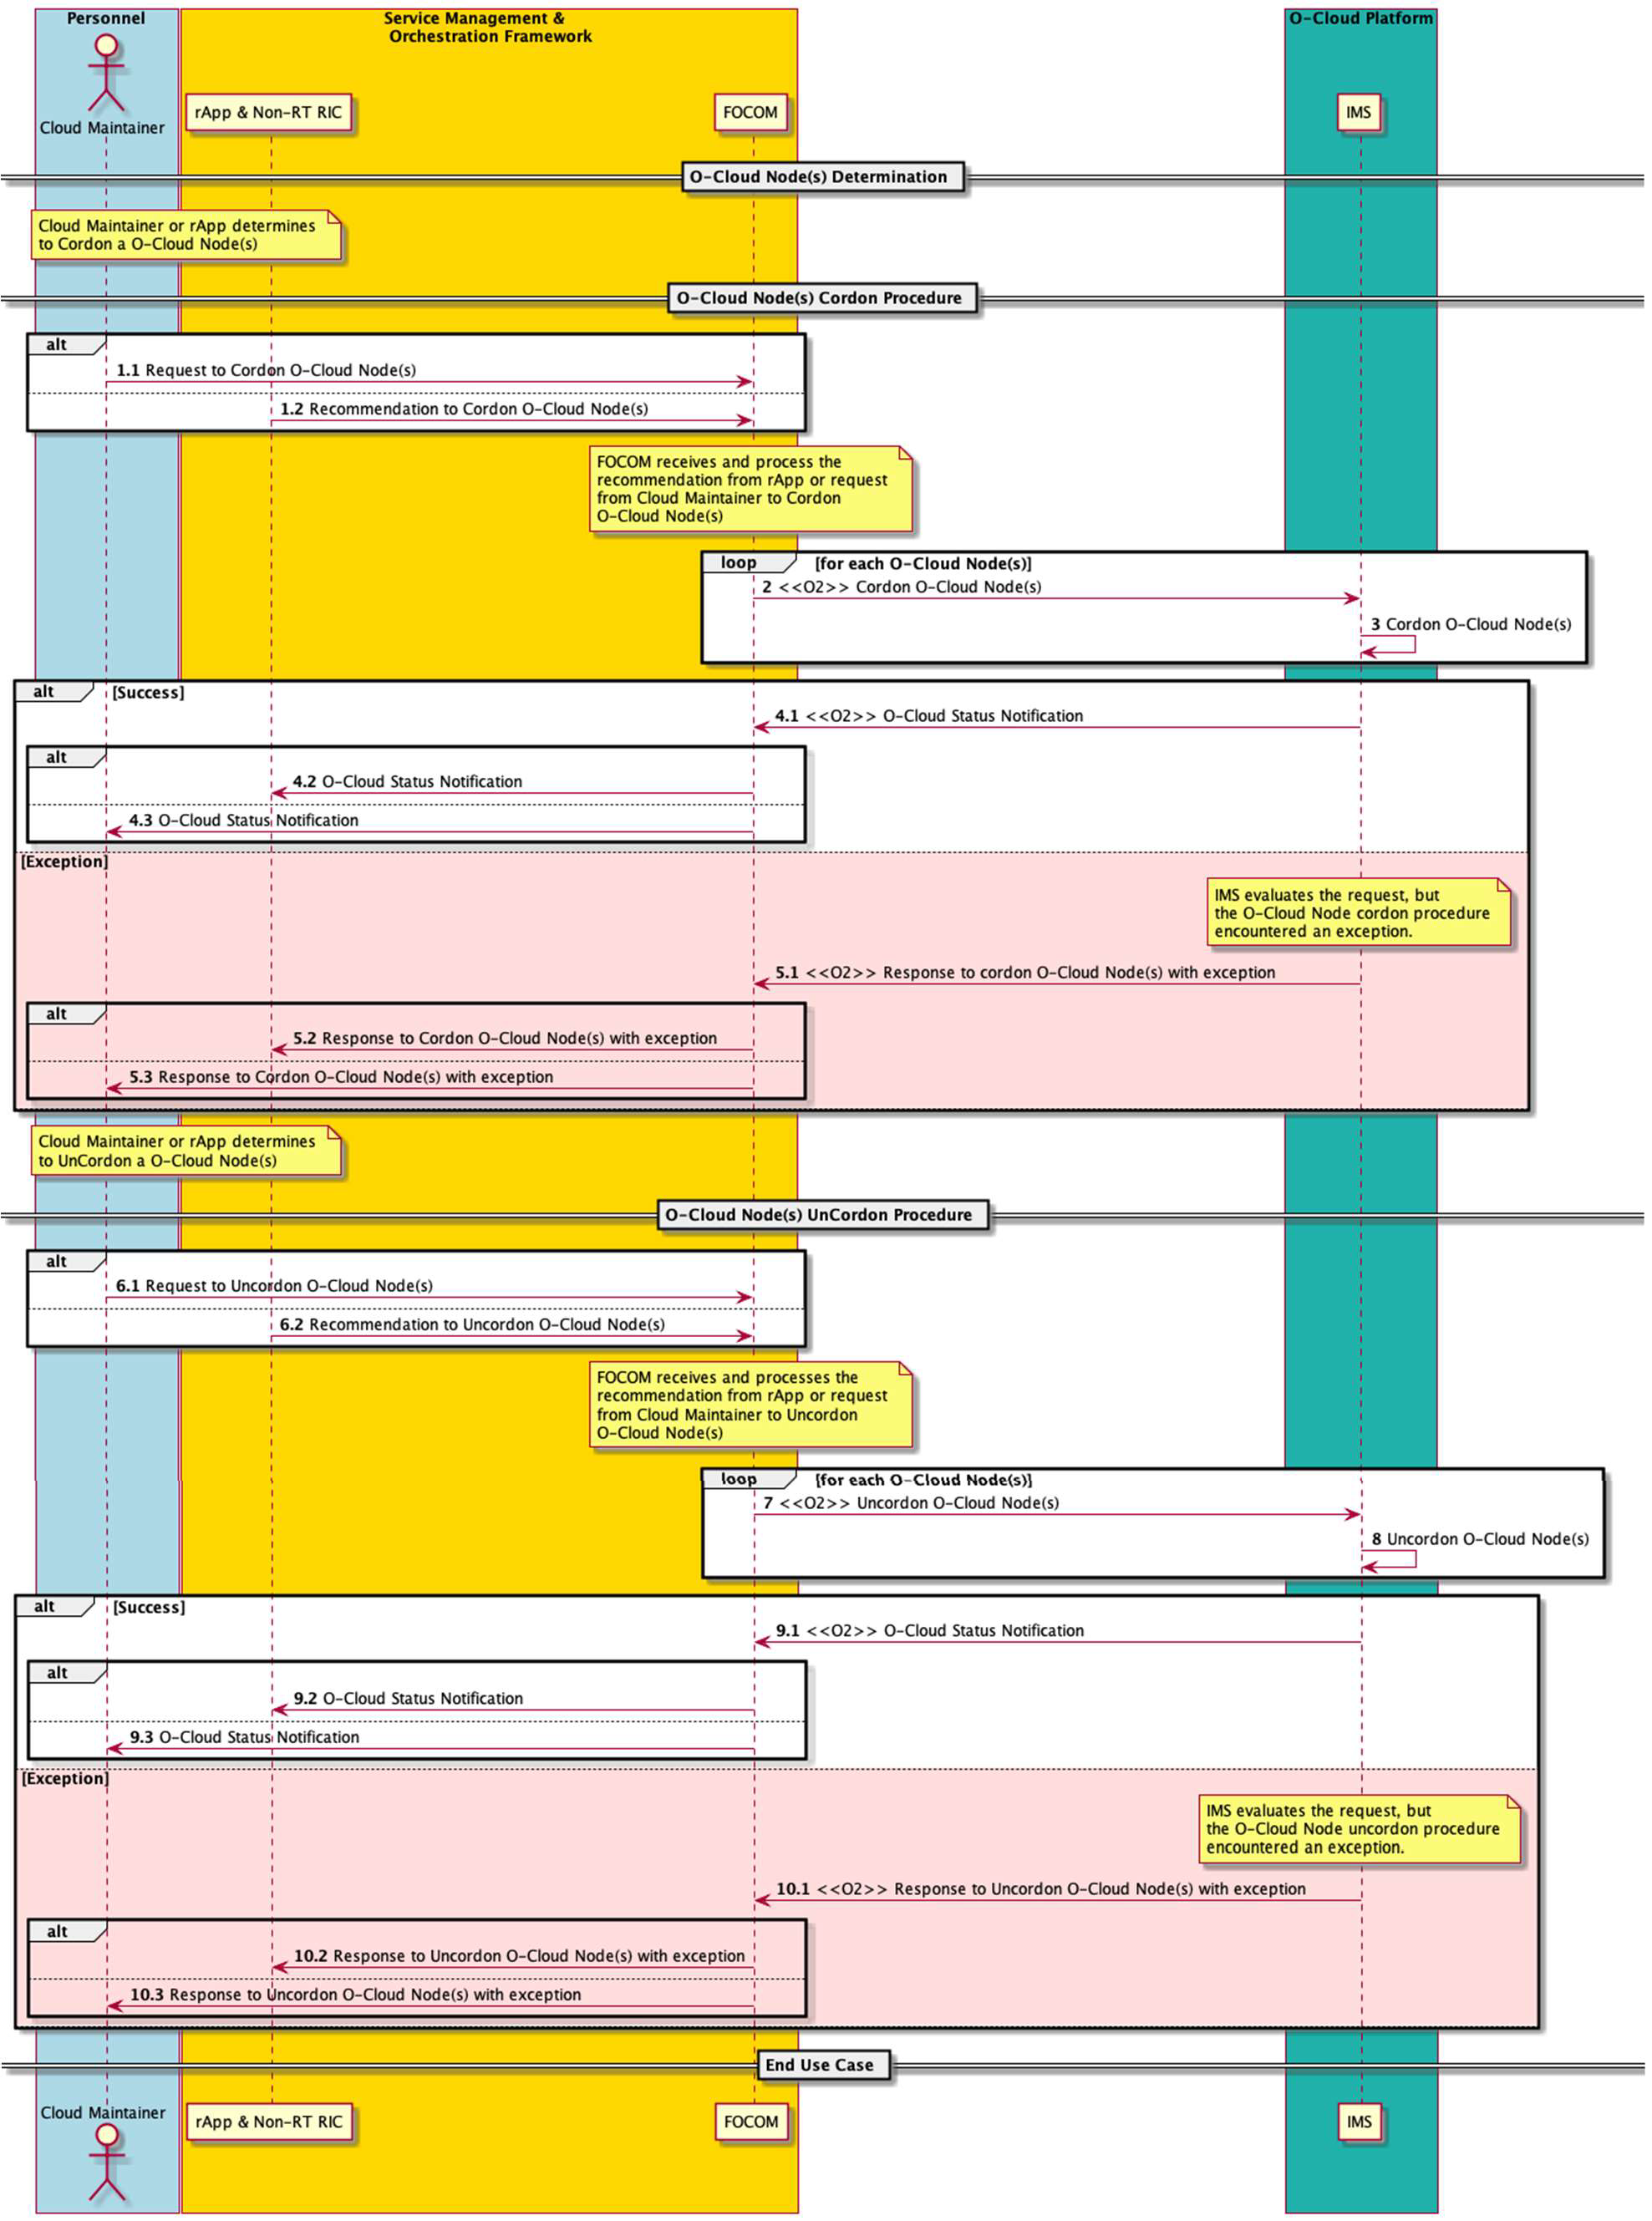 Personnel
Service Management &
Orchestration Framework
O-Cloud Platform
Cloud Maintainer
rApp & Non-RT RIC
FOCOM
IMS
O-Cloud Node(s) Determination
Cloud Maintainer or rApp determines
to Cordon a O-Cloud Node(s)
O-Cloud Node(s) Cordon Procedure
alt
1.1 Request to Cordon O-Cloud Node(s)
1.2 Recommendation to Cordon O-Cloud Node(s)
FOCOM receives and process the
recommendation from rApp or request
from Cloud Maintainer to Cordon
O-Cloud Node(s)
loop [for each O-Cloud Node(s)]
2 <<O2>> Cordon O-Cloud Node(s)
3 Cordon O-Cloud Node(s)
alt [Success]
4.1 <<O2>> O-Cloud Status Notification
alt
4.2 O-Cloud Status Notification
4.3 O-Cloud Status Notification
[Exception]
IMS evaluates the request, but
the O-Cloud Node cordon procedure
encountered an exception.
5.1 <<O2>> Response to cordon O-Cloud Node(s) with exception
alt
5.2 Response to Cordon O-Cloud Node(s) with exception
5.3 Response to Cordon O-Cloud Node(s) with exception
Cloud Maintainer or rApp determines
to UnCordon a O-Cloud Node(s)
O-Cloud Node(s) UnCordon Procedure
alt
6.1 Request to Uncordon O-Cloud Node(s)
6.2 Recommendation to Uncordon O-Cloud Node(s)
FOCOM receives and processes the
recommendation from rApp or request
from Cloud Maintainer to Uncordon
O-Cloud Node(s)
loop [for each O-Cloud Node(s)]
7 <<O2>> Uncordon O-Cloud Node(s)
8 Uncordon O-Cloud Node(s)
alt [Success]
9.1 <<O2>> O-Cloud Status Notification
alt
9.2 O-Cloud Status Notification
9.3 O-Cloud Status Notification
[Exception]
IMS evaluates the request, but
the O-Cloud Node uncordon procedure
encountered an exception.
10.1 <<O2>> Response to Uncordon O-Cloud Node(s) with exception
alt
10.2 Response to Uncordon O-Cloud Node(s) with exception
10.3 Response to Uncordon O-Cloud Node(s) with exception
End Use Case
Cloud Maintainer
rApp & Non-RT RIC
FOCOM
IMS